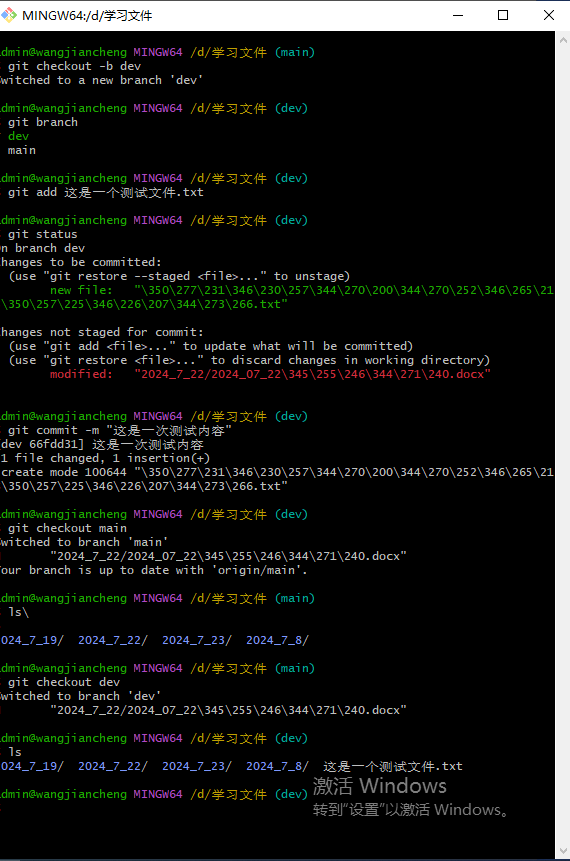 MINGW64:/d/学习文件
dmin@wangjiancheng MINGW64 /d/学习文件 (main)
git checkout -b dev
witched to a new branch 'dev'
dmin@wangjiancheng MINGW64 /d/学习文件 (dev)
git branch
dev
main
dmin@wangjiancheng MINGW64 /d/学习文件 (dev)
git add 这是一个测试文件.txt
dmin@wangjiancheng MINGW64 /d/学习文件 (dev)
git status
n branch dev
hanges to be committed:
(use "git restore --staged <file>..." to unstage)
new file:   "\350\277\231\346\230\257\344\270\200\344\270\252\346\265\21
\350\257\225\346\226\207\344\273\266.txt"
hanges not staged for commit:
(use "git add <file>..." to update what will be committed)
(use "git restore <file>..." to discard changes in working directory)
modified:   "2024_7_22/2024_07_22\345\255\246\344\271\240.docx"
dmin@wangjiancheng MINGW64 /d/学习文件 (dev)
git commit -m "这是一次测试内容"
[dev 66fdd31] 这是一次测试内容
1 file changed, 1 insertion(+)
create mode 100644 "\350\277\231\346\230\257\344\270\200\344\270\252\346\265\21
\350\257\225\346\226\207\344\273\266.txt"
dmin@wangjiancheng MINGW64 /d/学习文件 (dev)
git checkout main
witched to branch 'main'
"2024_7_22/2024_07_22\345\255\246\344\271\240.docx"
our branch is up to date with 'origin/main'.
dmin@wangjiancheng MINGW64 /d/学习文件 (main)
ls\
024_7_19/  2024_7_22/  2024_7_23/  2024_7_8/
dmin@wangjiancheng MINGW64 /d/学习文件 (main)
git checkout dev
witched to branch 'dev'
"2024_7_22/2024_07_22\345\255\246\344\271\240.docx"
dmin@wangjiancheng MINGW64 /d/学习文件 (dev)
ls
024_7_19/  2024_7_22/  2024_7_23/  2024_7_8/  这是一个测试文件.txt
dmin@wangjiancheng MINGW64 /d/学习文件 (dev)
激活 Windows
转到“设置”以激活 Windows。